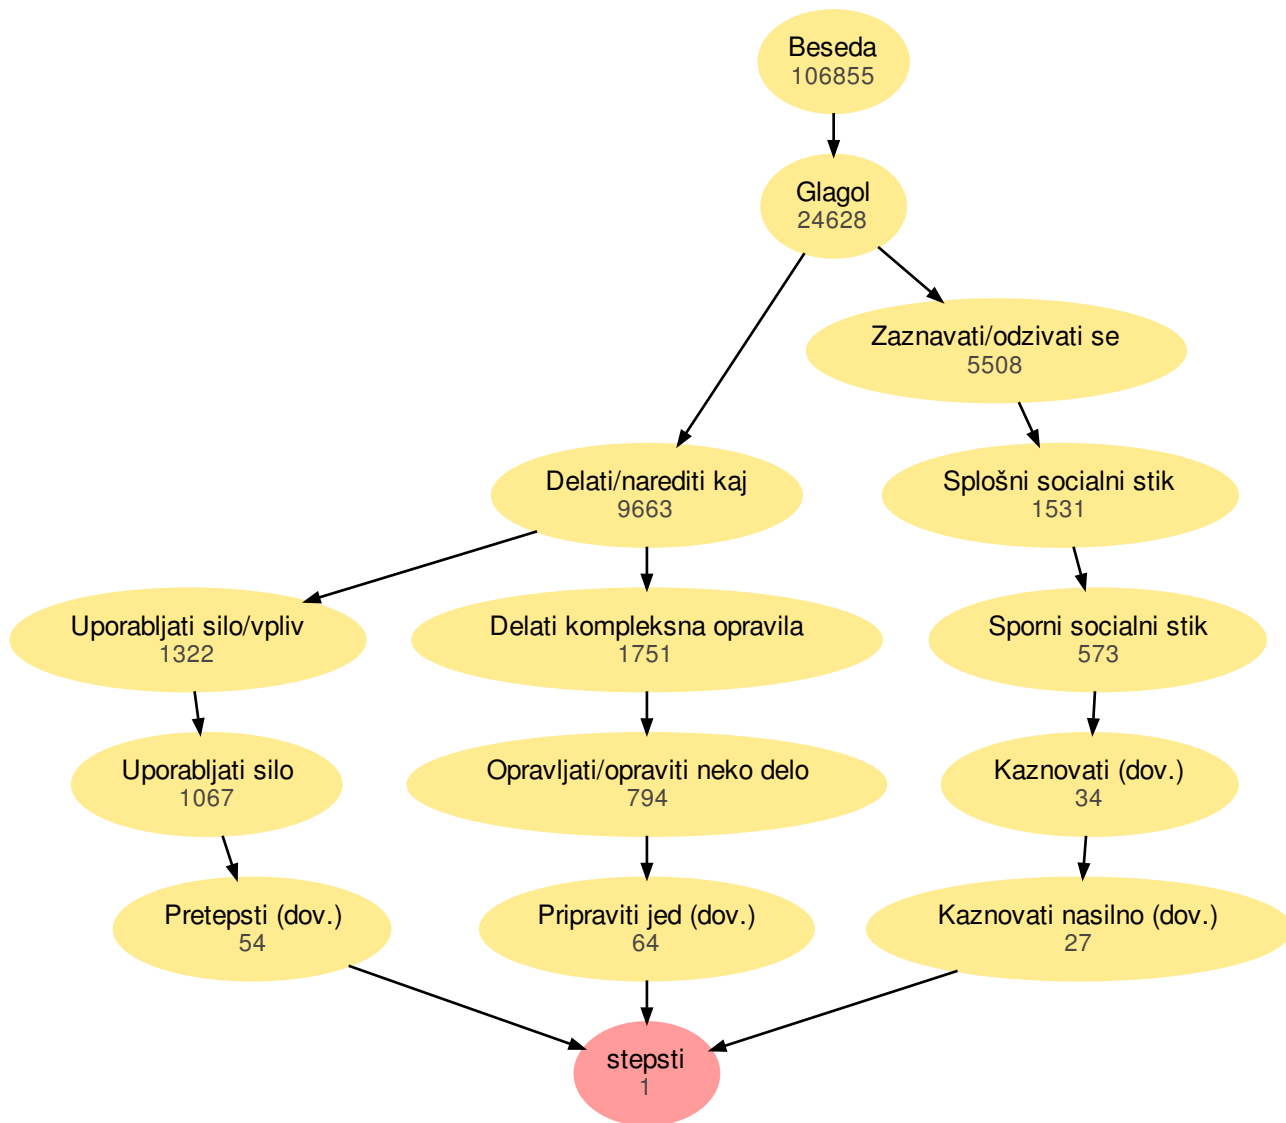 Beseda
106855
Glagol
24628
Zaznavati/odzivati se
5508
Delati/narediti kaj
9663
Splošni socialni stik
1531
Uporabljati silo/vpliv
1322
Delati kompleksna opravila
1751
Sporni socialni stik
573
Uporabljati silo
1067
Opravljati/opraviti neko delo
794
Kaznovati (dov.)
34
Pretepsti (dov.)
54
Pripraviti jed (dov.)
64
Kaznovati nasilno (dov.)
27
stepsti
1